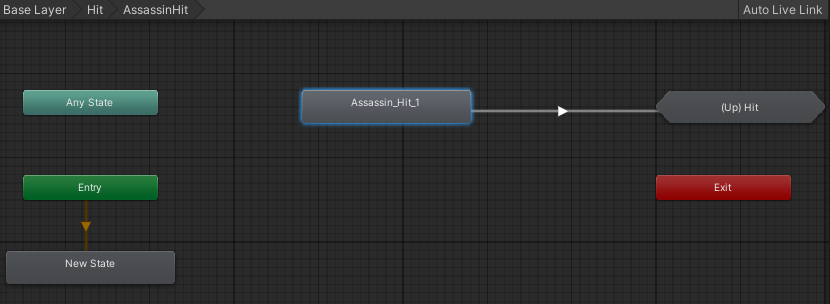 Base Layer Hit AssassinHit Auto Live Link
Any State Assassin_Hit_1 (Up) Hit
Entry Exit
New State